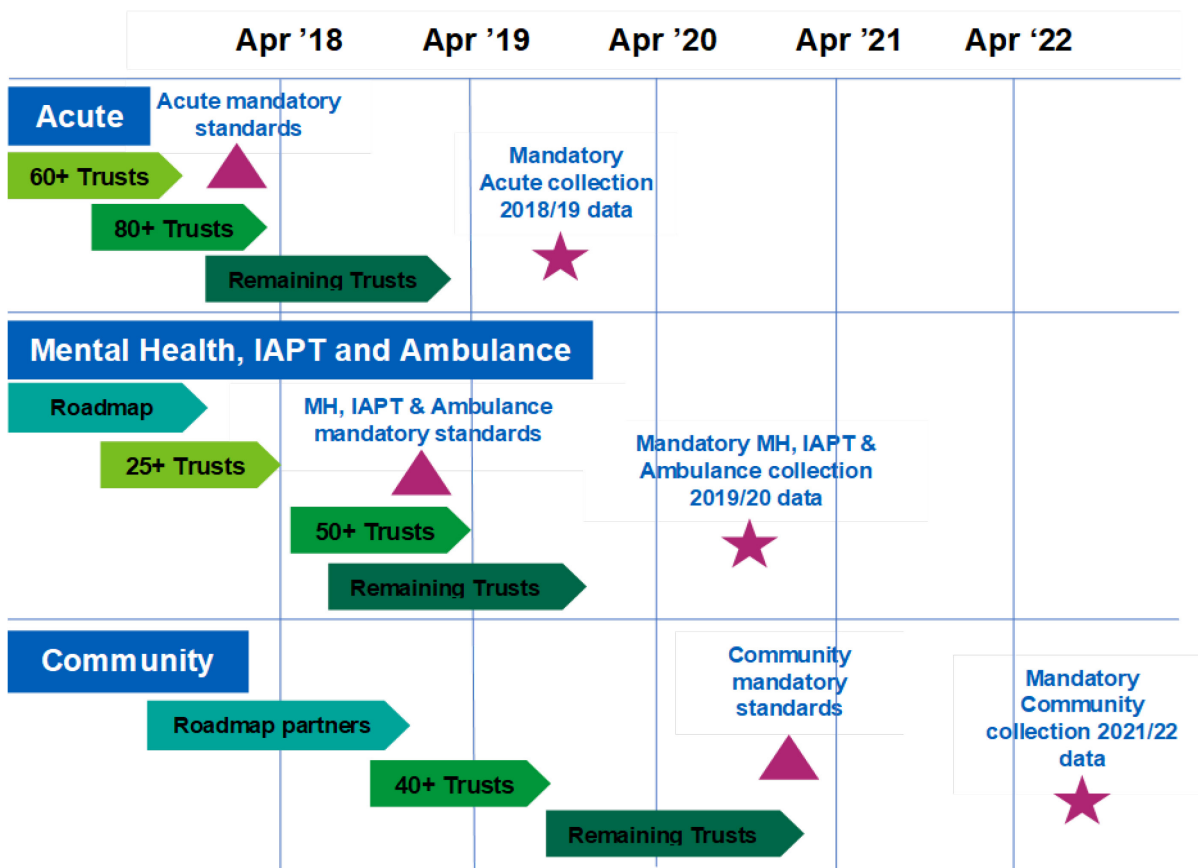 Apr ’18 Apr ’19 Apr ’20 Apr ’21 Apr ‘22
Acute
Acute mandatory
standards
60+ Trusts
80+ Trusts
Remaining Trusts
Mandatory
Acute collection
2018/19 data
Mental Health, IAPT and Ambulance
Roadmap
25+ Trusts
MH, IAPT & Ambulance
mandatory standards
50+ Trusts
Remaining Trusts
Mandatory MH, IAPT &
Ambulance collection
2019/20 data
Community
Roadmap partners
40+ Trusts
Remaining Trusts
Community
mandatory
standards
Mandatory
Community
collection 2021/22
data